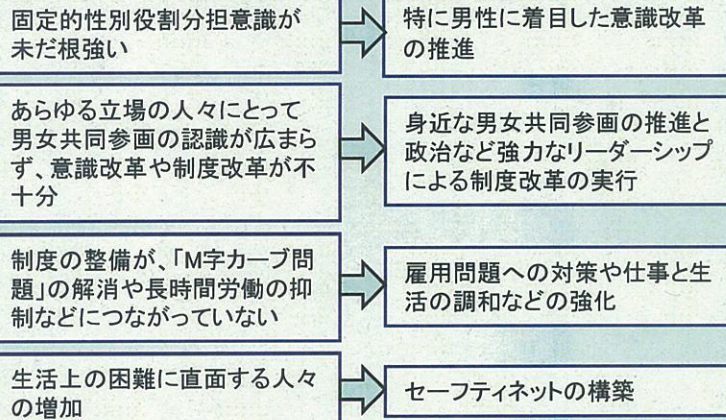 固定的性別役割分担意識が
未だ根強い
特に男性に着目した意識改革
の推進
あらゆる立場の人々にとって
男女共同参画の認識が広まら
ず、意識改革や制度改革が不
十分
身近な男女共同参画の推進と
政治など強力なリーダーシップ
による制度改革の実行
制度の整備が、「M字カーブ問
題」の解消や長時間労働の抑
制などにつながっていない
雇用問題への対策や仕事と生
活の調和などの強化
生活上の困難に直面する人々
の増加
セーフティネットの構築